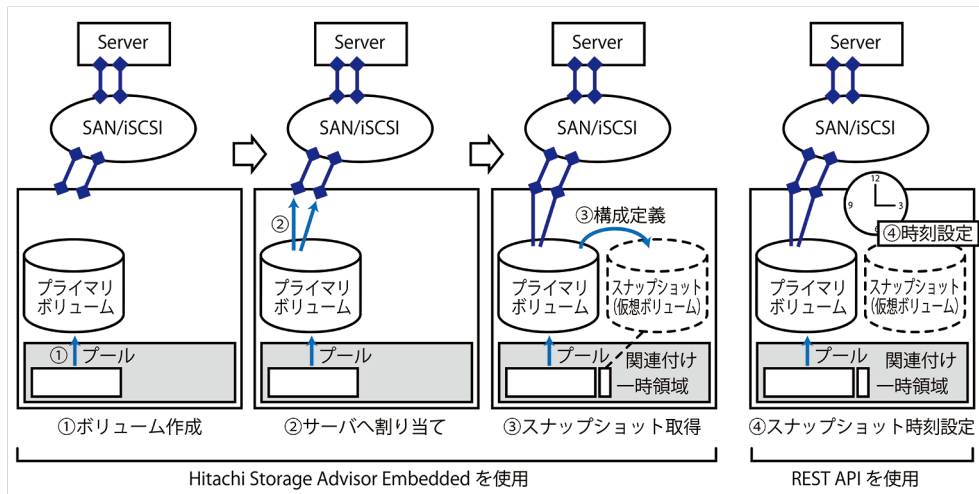 Server
SAN/iSCSI
プライマリ
ボリューム
①
プール
①ボリューム作成
Server
SAN/iSCSI
②
プライマリ
ボリューム
プール
②サーバへ割り当て
Server
SAN/iSCSI
③構成定義
プライマリ
ボリューム
スナップショット
(仮想ボリューム)
プール
関連付け
一時領域
③スナップショット取得
Hitachi Storage Advisor Embedded を使用
Server
SAN/iSCSI
12
9
3
6
④時刻設定
プライマリ
ボリューム
スナップショット
(仮想ボリューム)
プール
関連付け
一時領域
④スナップショット時刻設定
REST API を使用